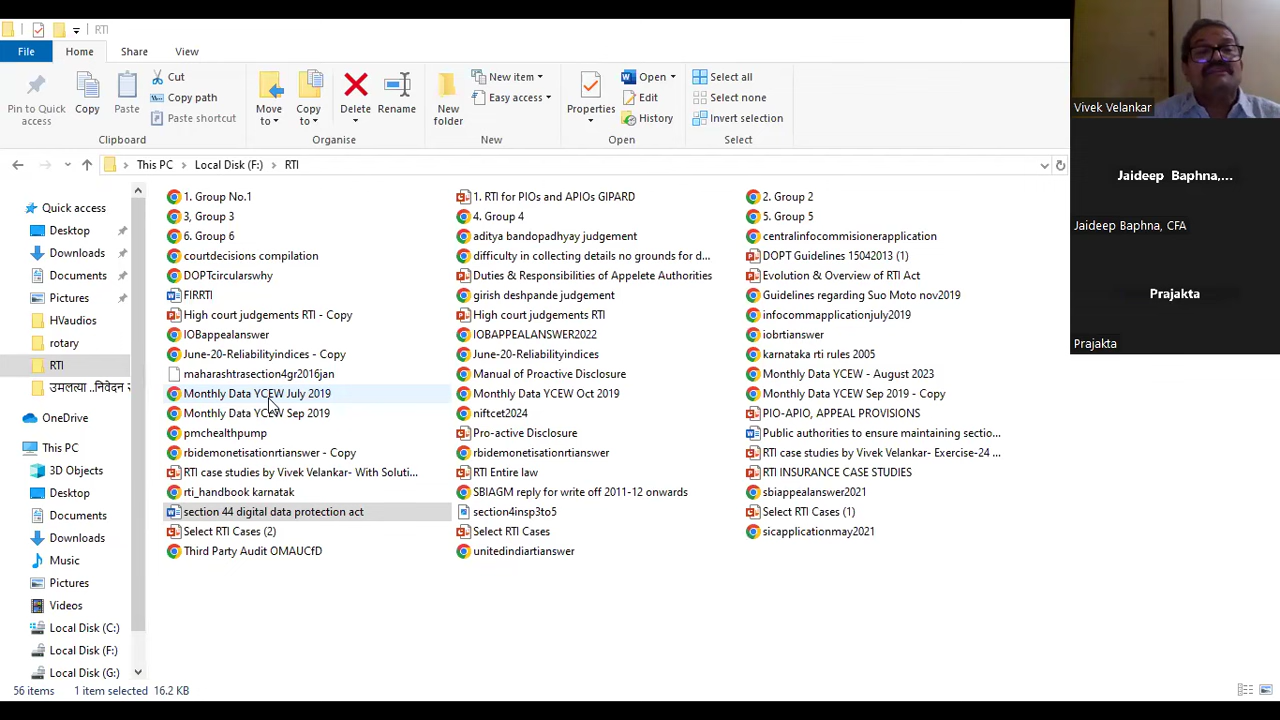 RTI
File Home Share View
Pin to Quick access
Copy
Paste
Cut
Copy path
Paste shortcut
Clipboard
Move to
Copy to
Delete
Rename
Organise
New folder
New item
Easy access
New
Properties
Open
Edit
History
Open
Select all
Select none
Invert selection
Select
This PC Local Disk (F:) RTI
Quick access
Desktop
Downloads
Documents
Pictures
HVaudios
rotary
RTI
उमलत्या ..निवेदन
OneDrive
This PC
3D Objects
Desktop
Documents
Downloads
Music
Pictures
Videos
Local Disk (C:)
Local Disk (F:)
Local Disk (G:)
1. Group No.1 1. RTI for PIOs and APIOs GIPARD 2. Group 2
3, Group 3 4. Group 4 5. Group 5
6. Group 6 aditya bandopadhyay judgement centralinfocommisionerapplication
courtdecisions compilation difficulty in collecting details no grounds for d... DOPT Guidelines 15042013 (1)
DOPTcircularswhy Duties & Responsibilities of Appelete Authorities Evolution & Overview of RTI Act
FIRRTI girish deshpande judgement Guidelines regarding Suo Moto nov2019
High court judgements RTI - Copy High court judgements RTI infocommapplicationjuly2019
IOBappealanswer IOBAPPEALANSWER2022 iobrtianswer
June-20-Reliabilityindices - Copy June-20-Reliabilityindices karnataka rti rules 2005
maharashtrasection4gr2016jan Manual of Proactive Disclosure Monthly Data YCEW - August 2023
Monthly Data YCEW July 2019 Monthly Data YCEW Oct 2019 Monthly Data YCEW Sep 2019 - Copy
Monthly Data YCEW Sep 2019 niftcet2024 PIO-APIO, APPEAL PROVISIONS
pmchealthpump Pro-active Disclosure Public authorities to ensure maintaining sectio...
rbidemonetisationrtianswer - Copy rbidemonetisationrtianswer RTI case studies by Vivek Velankar- Exercise-24 ...
RTI case studies by Vivek Velankar- With Soluti... RTI Entire law RTI INSURANCE CASE STUDIES
rti_handbook karnatak SBIAGM reply for write off 2011-12 onwards sbiappealanswer2021
section 44 digital data protection act section4insp3to5 Select RTI Cases (1)
Select RTI Cases (2) Select RTI Cases sicapplicationmay2021
Third Party Audit OMAUCfD unitedindiartianswer
56 items 1 item selected 16.2 KB
Vivek Velankar
Jaideep Baphna,...
Jaideep Baphna, CFA
Prajakta
Prajakta